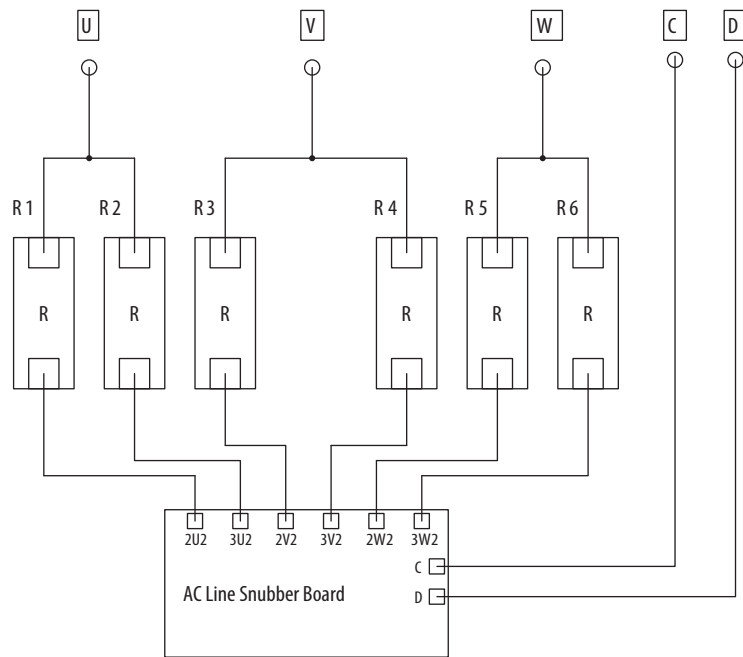 U V W C D
R 1 R 2 R 3 R 4 R 5 R 6
R R R R R R
2U2 3U2 2V2 3V2 2W2 3W2
C
AC Line Snubber Board
D